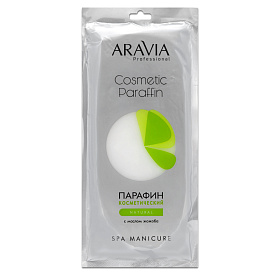 ARAVIA
Professional
Cosmetic
Paraffin
ПАРАФИН
КОСМЕТИЧЕСКИЙ
NATURAL
с маслом жожоба
SPA MANICURE